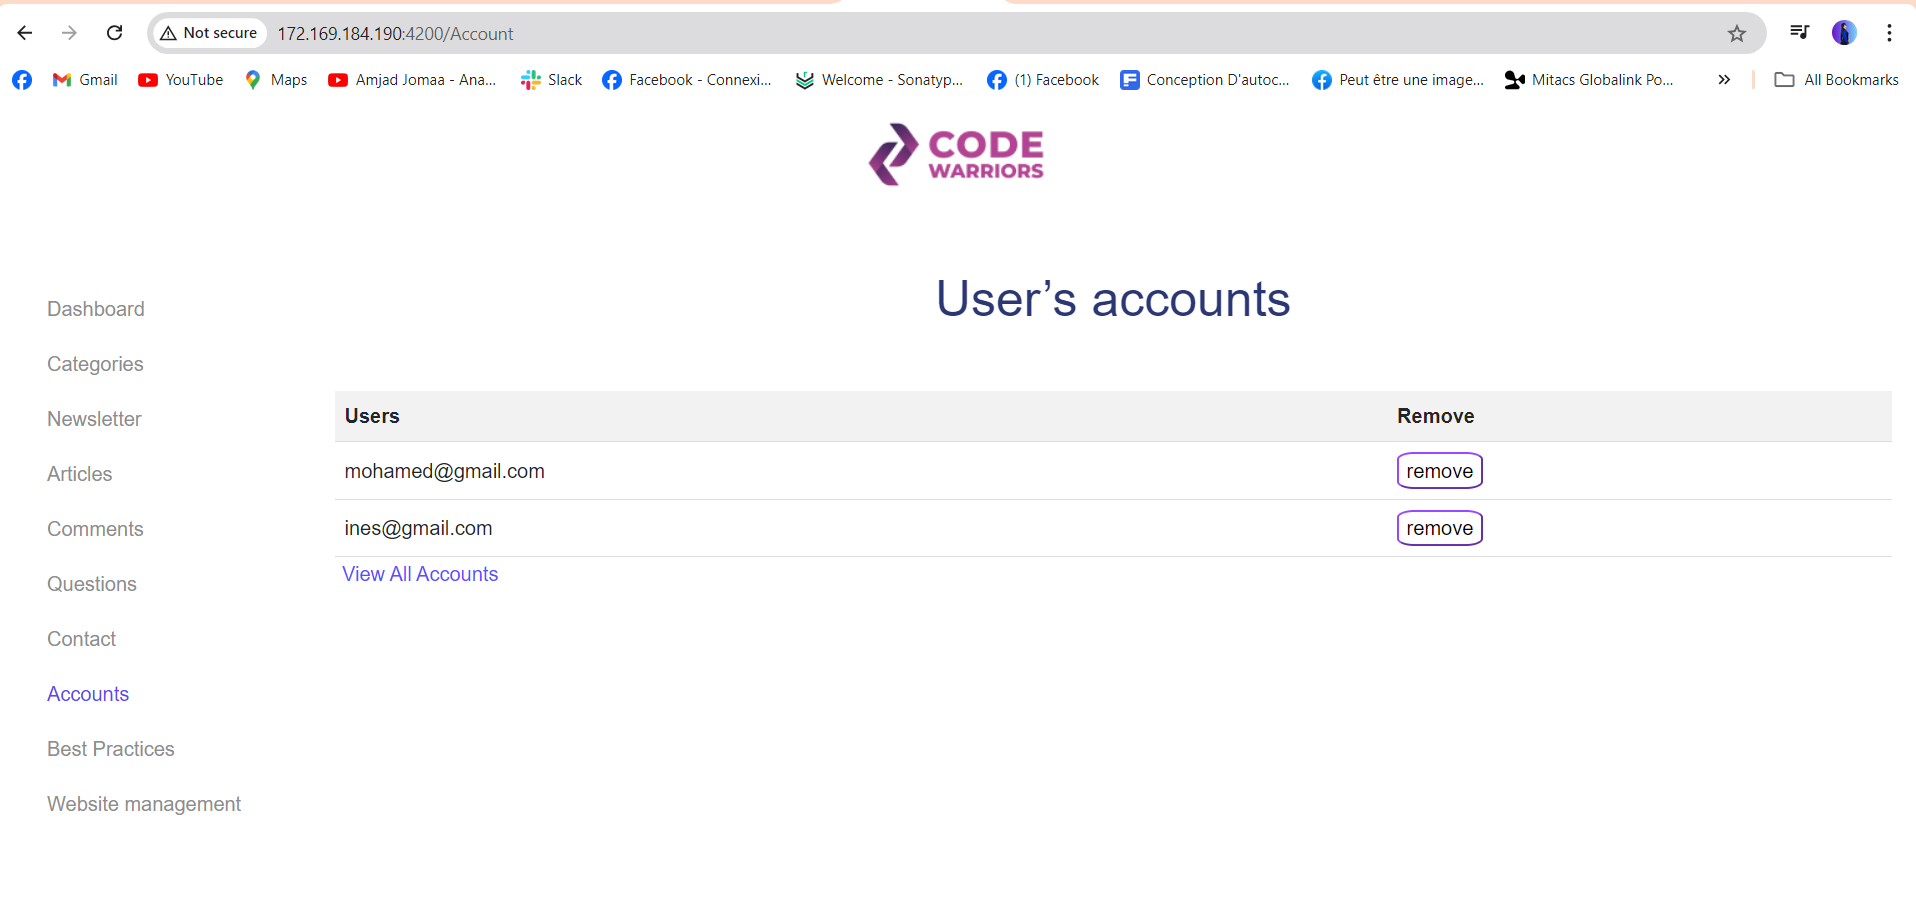 Not secure 172.169.184.190:4200/Account
Gmail YouTube Maps Amjad Jomaa - Ana... Slack Facebook - Connexi... Welcome - Sonatyp... (1) Facebook Conception D'autoc... Peut être une image... Mitacs Globalink Po... » All Bookmarks
CODE
WARRIORS
User’s accounts
Dashboard
Categories
Newsletter
Articles
Comments
Questions
Contact
Accounts
Best Practices
Website management
Users Remove
mohamed@gmail.com remove
ines@gmail.com remove
View All Accounts